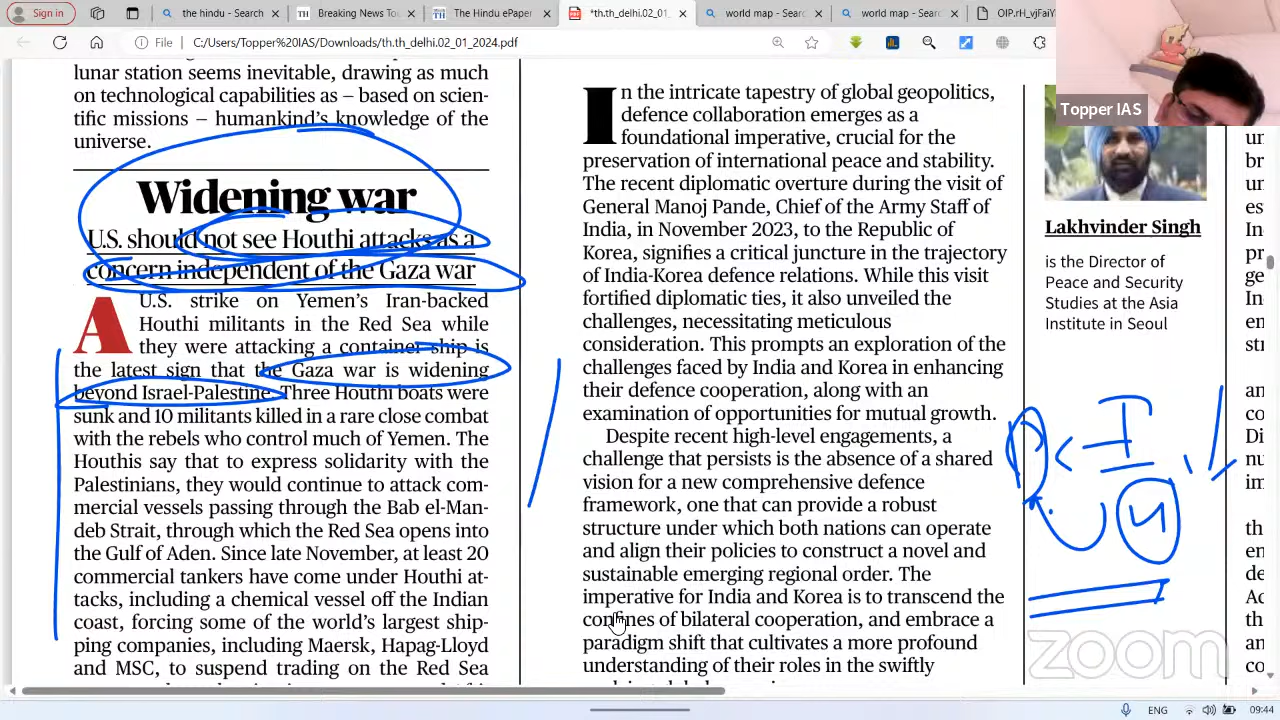 Sign in
the hindu - Search
Breaking News Tod
The Hindu ePaper
*th.th_delhi.02_01
world map - Searc
world map - Searc
OIP.rH_vjFaiY
File
C:/Users/Topper%20IAS/Downloads/th.th_delhi.02_01_2024.pdf
Topper IAS
lunar station seems inevitable, drawing as much
on technological capabilities as – based on scien-
tific missions – humankind's knowledge of the
universe.
Widening war
U.S. should not see Houthi attacks as a
concern independent of the Gaza war
A U.S. strike on Yemen's Iran-backed
Houthi militants in the Red Sea while
they were attacking a container ship is
the latest sign that the Gaza war is widening
beyond Israel-Palestine. Three Houthi boats were
sunk and 10 militants killed in a rare close combat
with the rebels who control much of Yemen. The
Houthis say that to express solidarity with the
Palestinians, they would continue to attack com-
mercial vessels passing through the Bab el-Man-
deb Strait, through which the Red Sea opens into
the Gulf of Aden. Since late November, at least 20
commercial tankers have come under Houthi at-
tacks, including a chemical vessel off the Indian
coast, forcing some of the world's largest ship-
ping companies, including Maersk, Hapag-Lloyd
and MSC, to suspend trading on the Red Sea
In the intricate tapestry of global geopolitics,
defence collaboration emerges as a
foundational imperative, crucial for the
preservation of international peace and stability.
The recent diplomatic overture during the visit of
General Manoj Pande, Chief of the Army Staff of
India, in November 2023, to the Republic of
Korea, signifies a critical juncture in the trajectory
of India-Korea defence relations. While this visit
fortified diplomatic ties, it also unveiled the
challenges, necessitating meticulous
consideration. This prompts an exploration of the
challenges faced by India and Korea in enhancing
their defence cooperation, along with an
examination of opportunities for mutual growth.
Despite recent high-level engagements, a
challenge that persists is the absence of a shared
vision for a new comprehensive defence
framework, one that can provide a robust
structure under which both nations can operate
and align their policies to construct a novel and
sustainable emerging regional order. The
imperative for India and Korea is to transcend the
confines of bilateral cooperation, and embrace a
paradigm shift that cultivates a more profound
understanding of their roles in the swiftly
Lakhvinder Singh
is the Director of
Peace and Security
Studies at the Asia
Institute in Seoul
zoom
ENG
09:44